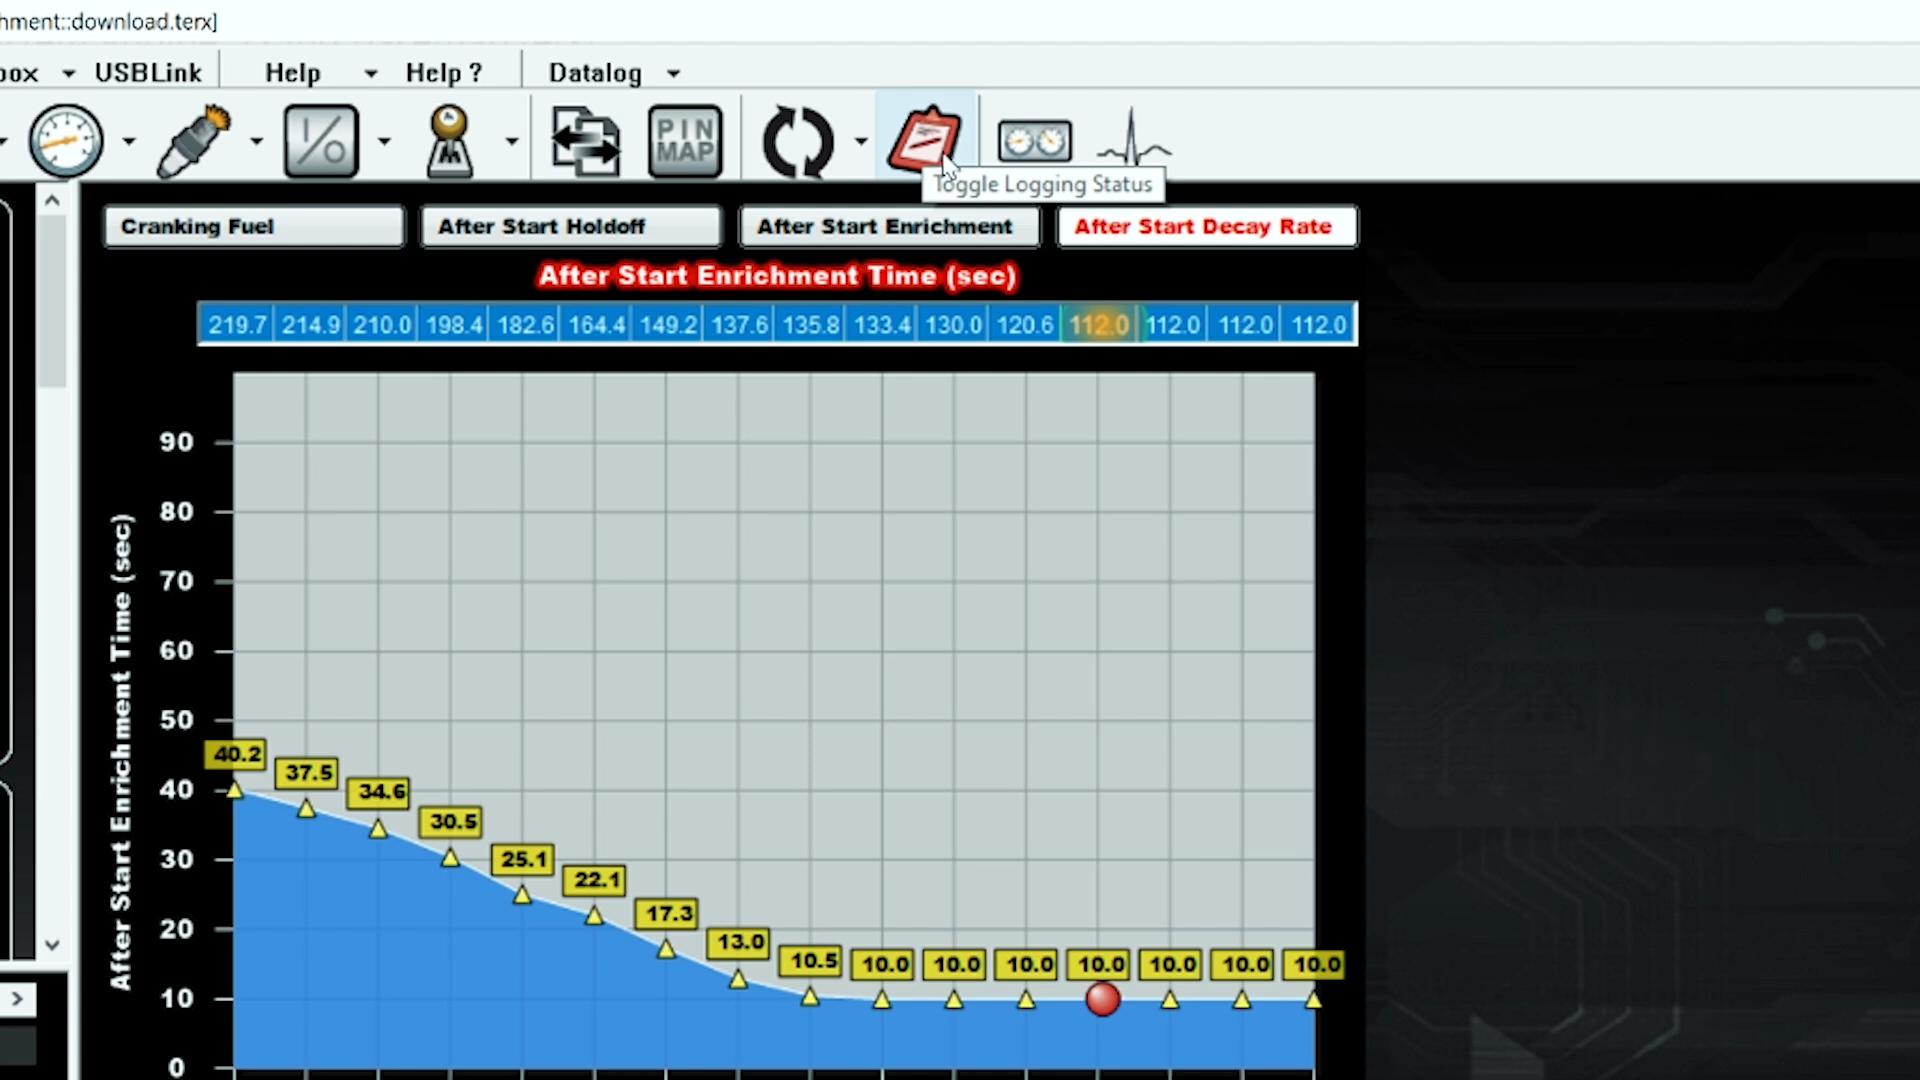 hment::download.terx]
box USBLink Help Help ? Datalog
I/O PIN MAP
Toggle Logging Status
Cranking Fuel After Start Holdoff After Start Enrichment After Start Decay Rate
After Start Enrichment Time (sec)
219.7 214.9 210.0 198.4 182.6 164.4 149.2 137.6 135.8 133.4 130.0 120.6 112.0 112.0 112.0 112.0
After Start Enrichment Time (sec)
90
80
70
60
50
40
30
20
10
0
40.2
37.5
34.6
30.5
25.1
22.1
17.3
13.0
10.5
10.0 10.0 10.0 10.0 10.0 10.0 10.0